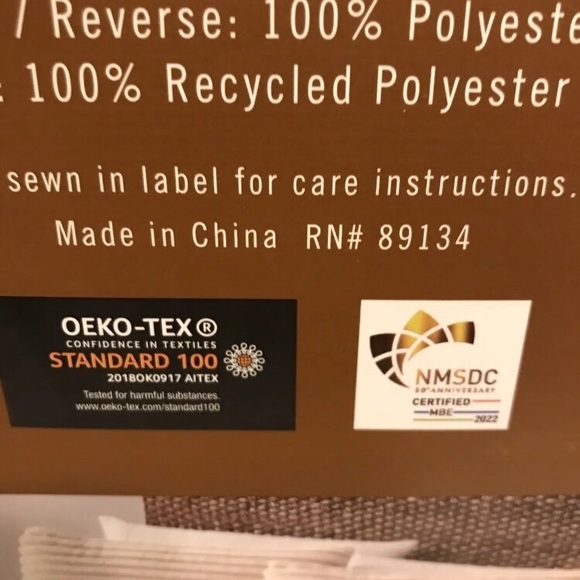 / Reverse: 100% Polyeste
: 100% Recycled Polyester
sewn in label for care instructions.
Made in China RN# 89134
OEKO-TEX®
CONFIDENCE IN TEXTILES
STANDARD 100
2018OK0917 AITEX
Tested for harmful substances.
www.oeko-tex.com/standard100
NMSDC
50TH ANNIVERSARY
CERTIFIED
MBE
2022